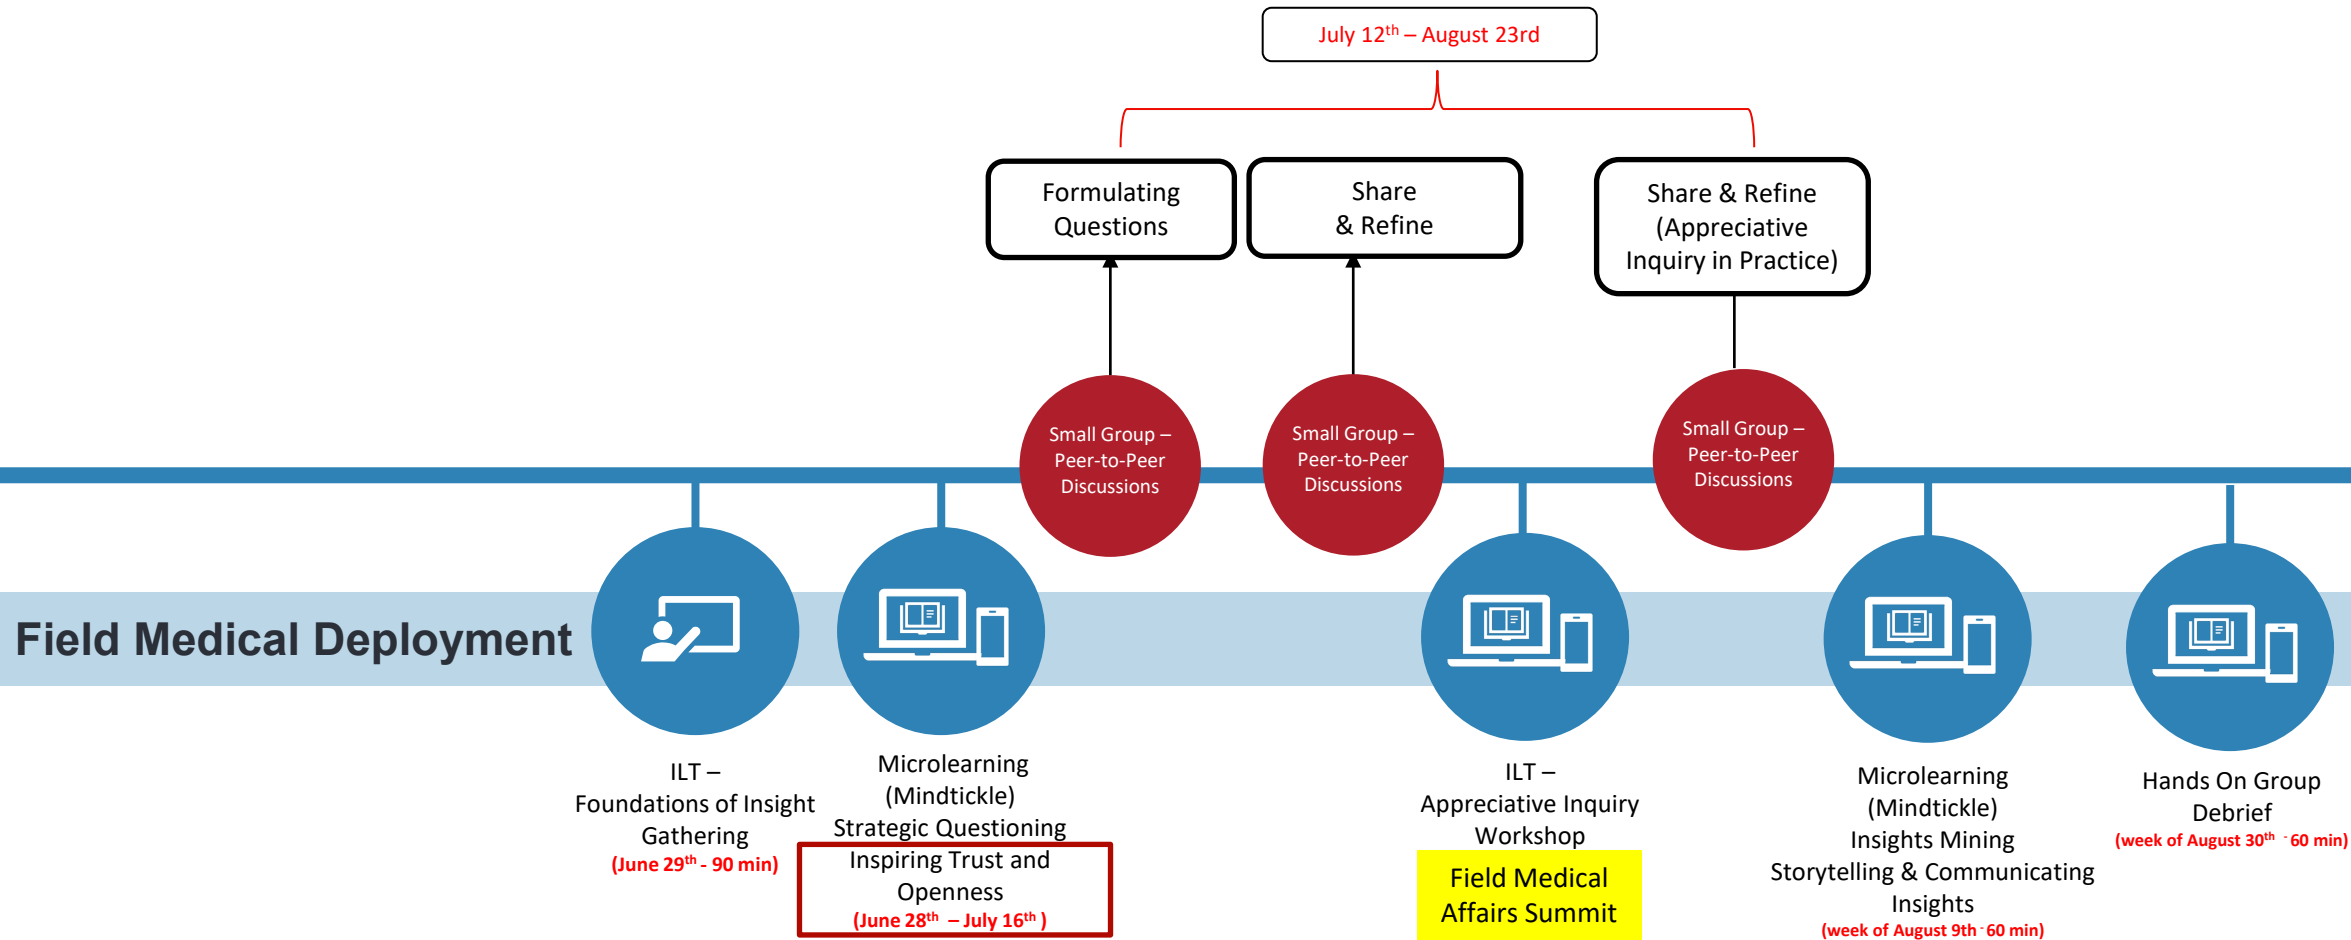 July 12th – August 23rd
Formulating
Questions
Share
& Refine
Share & Refine
(Appreciative
Inquiry in Practice)
Small Group –
Peer-to-Peer
Discussions
Small Group –
Peer-to-Peer
Discussions
Small Group –
Peer-to-Peer
Discussions
Field Medical Deployment
ILT –
Foundations of Insight
Gathering
(June 29th - 90 min)
Microlearning
(Mindtickle)
Strategic Questioning
Inspiring Trust and
Openness
(June 28th – July 16th )
ILT –
Appreciative Inquiry
Workshop
Field Medical
Affairs Summit
Microlearning
(Mindtickle)
Insights Mining
Storytelling & Communicating
Insights
(week of August 9th - 60 min)
Hands On Group
Debrief
(week of August 30th - 60 min)